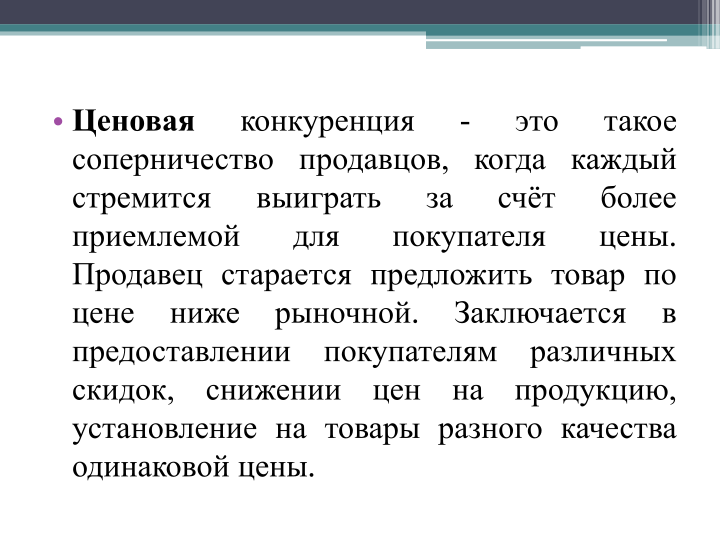 • Ценовая конкуренция - это такое
соперничество продавцов, когда каждый
стремится выиграть за счёт более
приемлемой для покупателя цены.
Продавец старается предложить товар по
цене ниже рыночной. Заключается в
предоставлении покупателям различных
скидок, снижении цен на продукцию,
установление на товары разного качества
одинаковой цены.